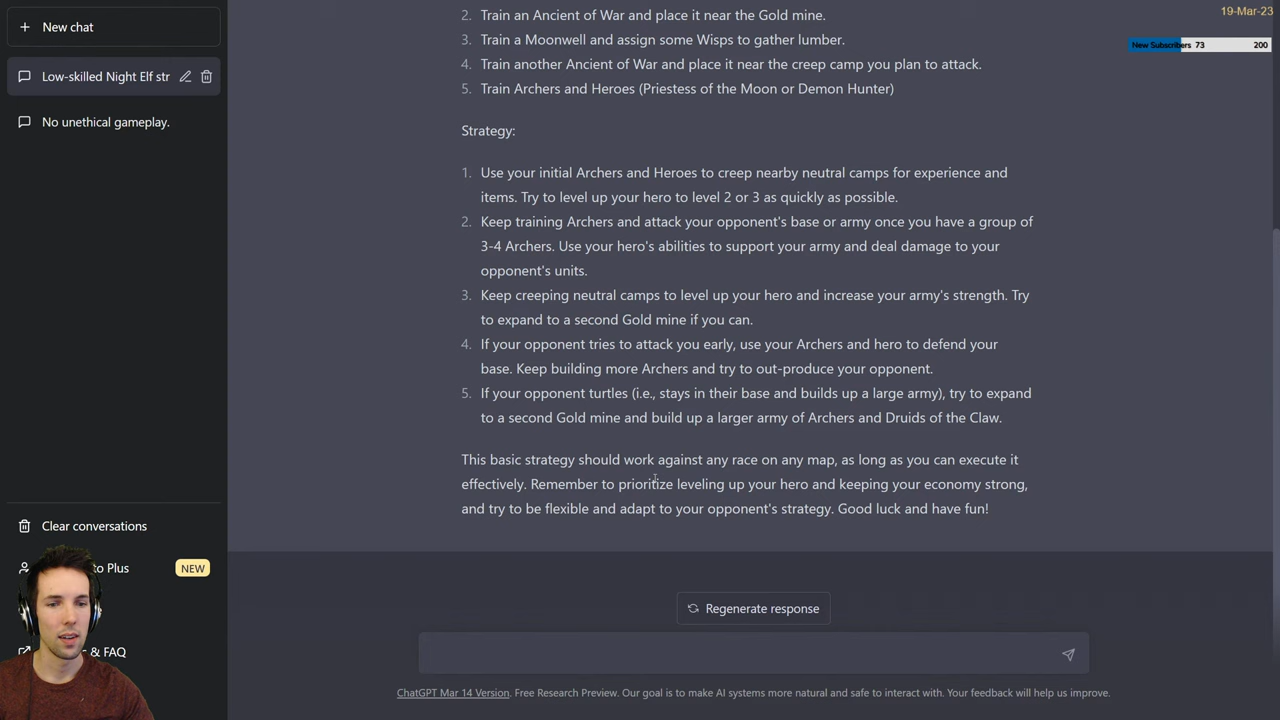 New chat
Low-skilled Night Elf str
No unethical gameplay.
Clear conversations
to Plus
NEW
& FAQ
19-Mar-23
New Subscribers 73 200
2. Train an Ancient of War and place it near the Gold mine.
3. Train a Moonwell and assign some Wisps to gather lumber.
4. Train another Ancient of War and place it near the creep camp you plan to attack.
5. Train Archers and Heroes (Priestess of the Moon or Demon Hunter)
Strategy:
1. Use your initial Archers and Heroes to creep nearby neutral camps for experience and
items. Try to level up your hero to level 2 or 3 as quickly as possible.
2. Keep training Archers and attack your opponent's base or army once you have a group of
3-4 Archers. Use your hero's abilities to support your army and deal damage to your
opponent's units.
3. Keep creeping neutral camps to level up your hero and increase your army's strength. Try
to expand to a second Gold mine if you can.
4. If your opponent tries to attack you early, use your Archers and hero to defend your
base. Keep building more Archers and try to out-produce your opponent.
5. If your opponent turtles (i.e., stays in their base and builds up a large army), try to expand
to a second Gold mine and build up a larger army of Archers and Druids of the Claw.
This basic strategy should work against any race on any map, as long as you can execute it
effectively. Remember to prioritize leveling up your hero and keeping your economy strong,
and try to be flexible and adapt to your opponent's strategy. Good luck and have fun!
Regenerate response
ChatGPT Mar 14 Version. Free Research Preview. Our goal is to make AI systems more natural and safe to interact with. Your feedback will help us improve.